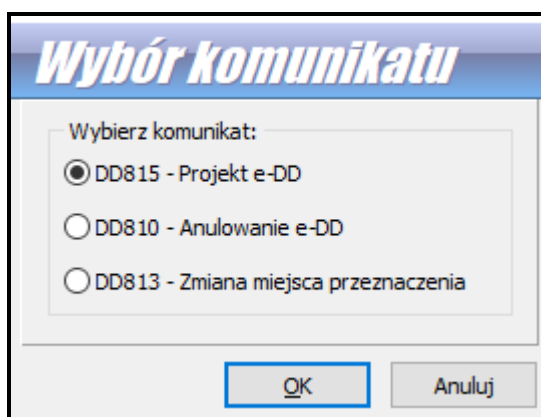 Wybór komunikatu
Wybierz komunikat:
DD815 - Projekt e-DD
DD810 - Anulowanie e-DD
DD813 - Zmiana miejsca przeznaczenia
OK Anuluj